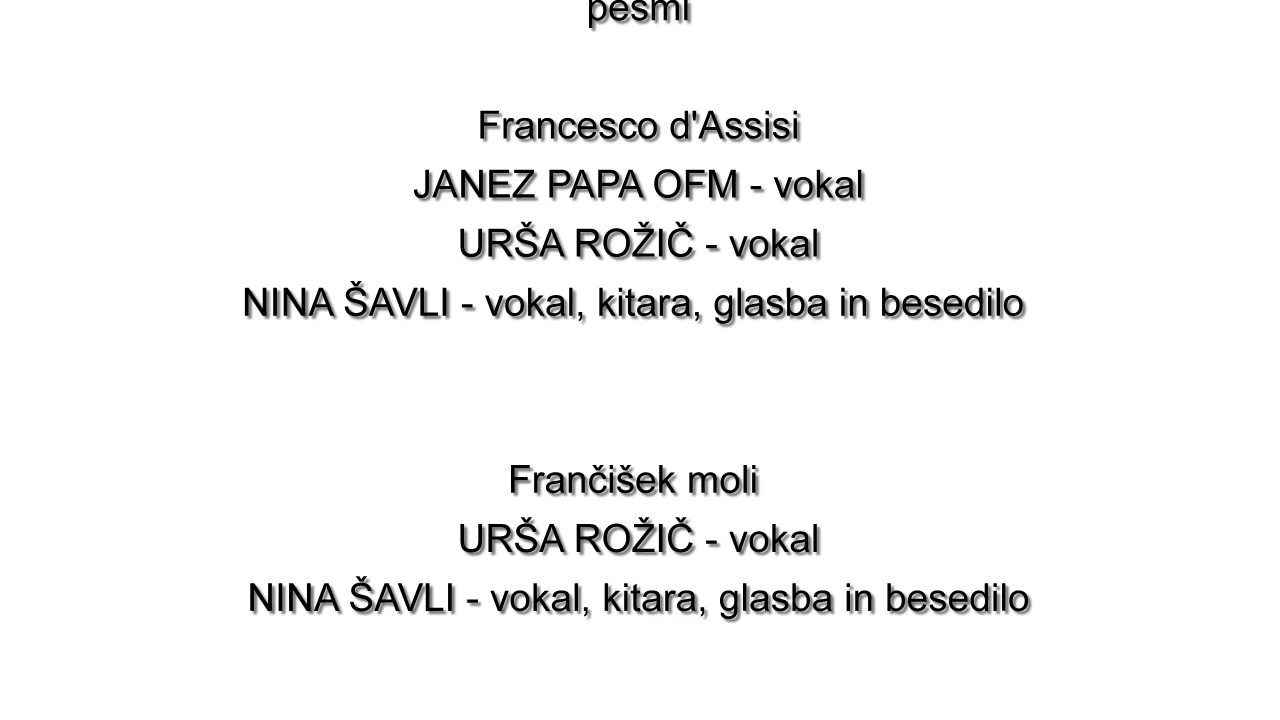 pesmi
Francesco d'Assisi
JANEZ PAPA OFM - vokal
URŠA ROŽIČ - vokal
NINA ŠAVLI - vokal, kitara, glasba in besedilo
Frančišek moli
URŠA ROŽIČ - vokal
NINA ŠAVLI - vokal, kitara, glasba in besedilo